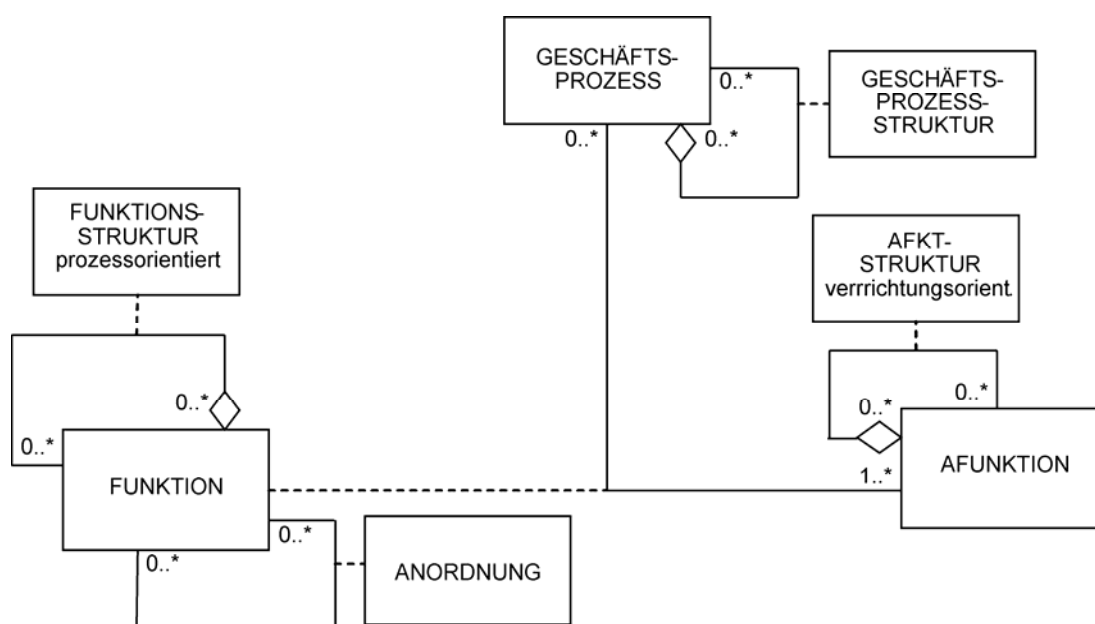 GESCHÄFTS-
PROZESS
0..*
0..*
0..*
GESCHÄFTS-
PROZESS-
STRUKTUR
FUNKTIONS-
STRUKTUR
prozessorientiert
AFKT-
STRUKTUR
verrrichtungsorient.
0..*
0..*
FUNKTION
0..*
0..*
1..*
AFUNKTION
0..*
0..*
ANORDNUNG